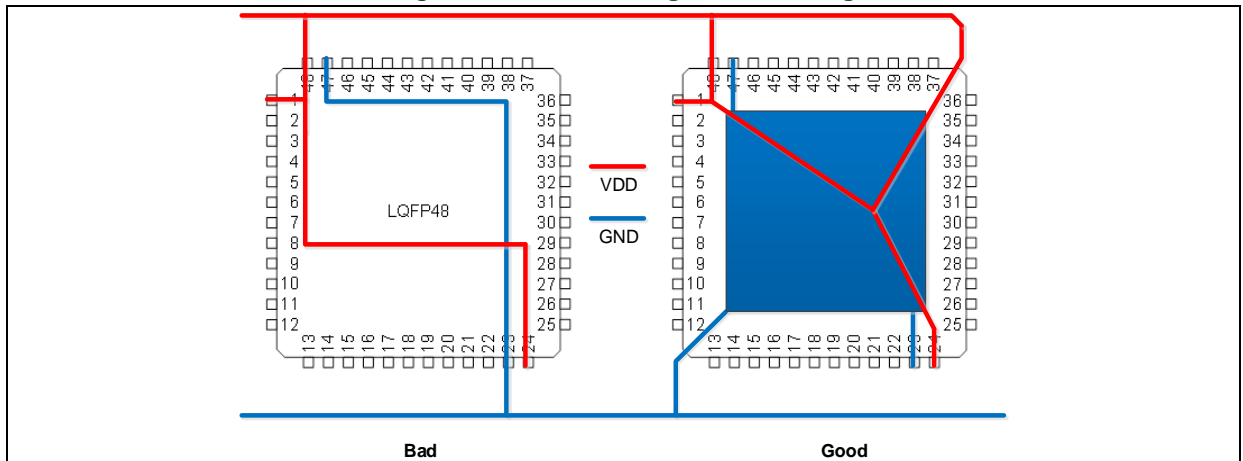 48 47 46 45 44 43 42 41 40 39 38 37
48 47 46 45 44 43 42 41 40 39 38 37
1 36 1 36
2 35 2 35
3 34 3 34
4 33 4 33
5 32 VDD 5 32
6 31 6 31
7 LQFP48 30 7 30
8 29 GND 8 29
9 28 9 28
10 27 10 27
11 26 11 26
12 25 12 25
13 14 15 16 17 18 19 20 21 22 23 24
13 14 15 16 17 18 19 20 21 22 23 24
Bad Good